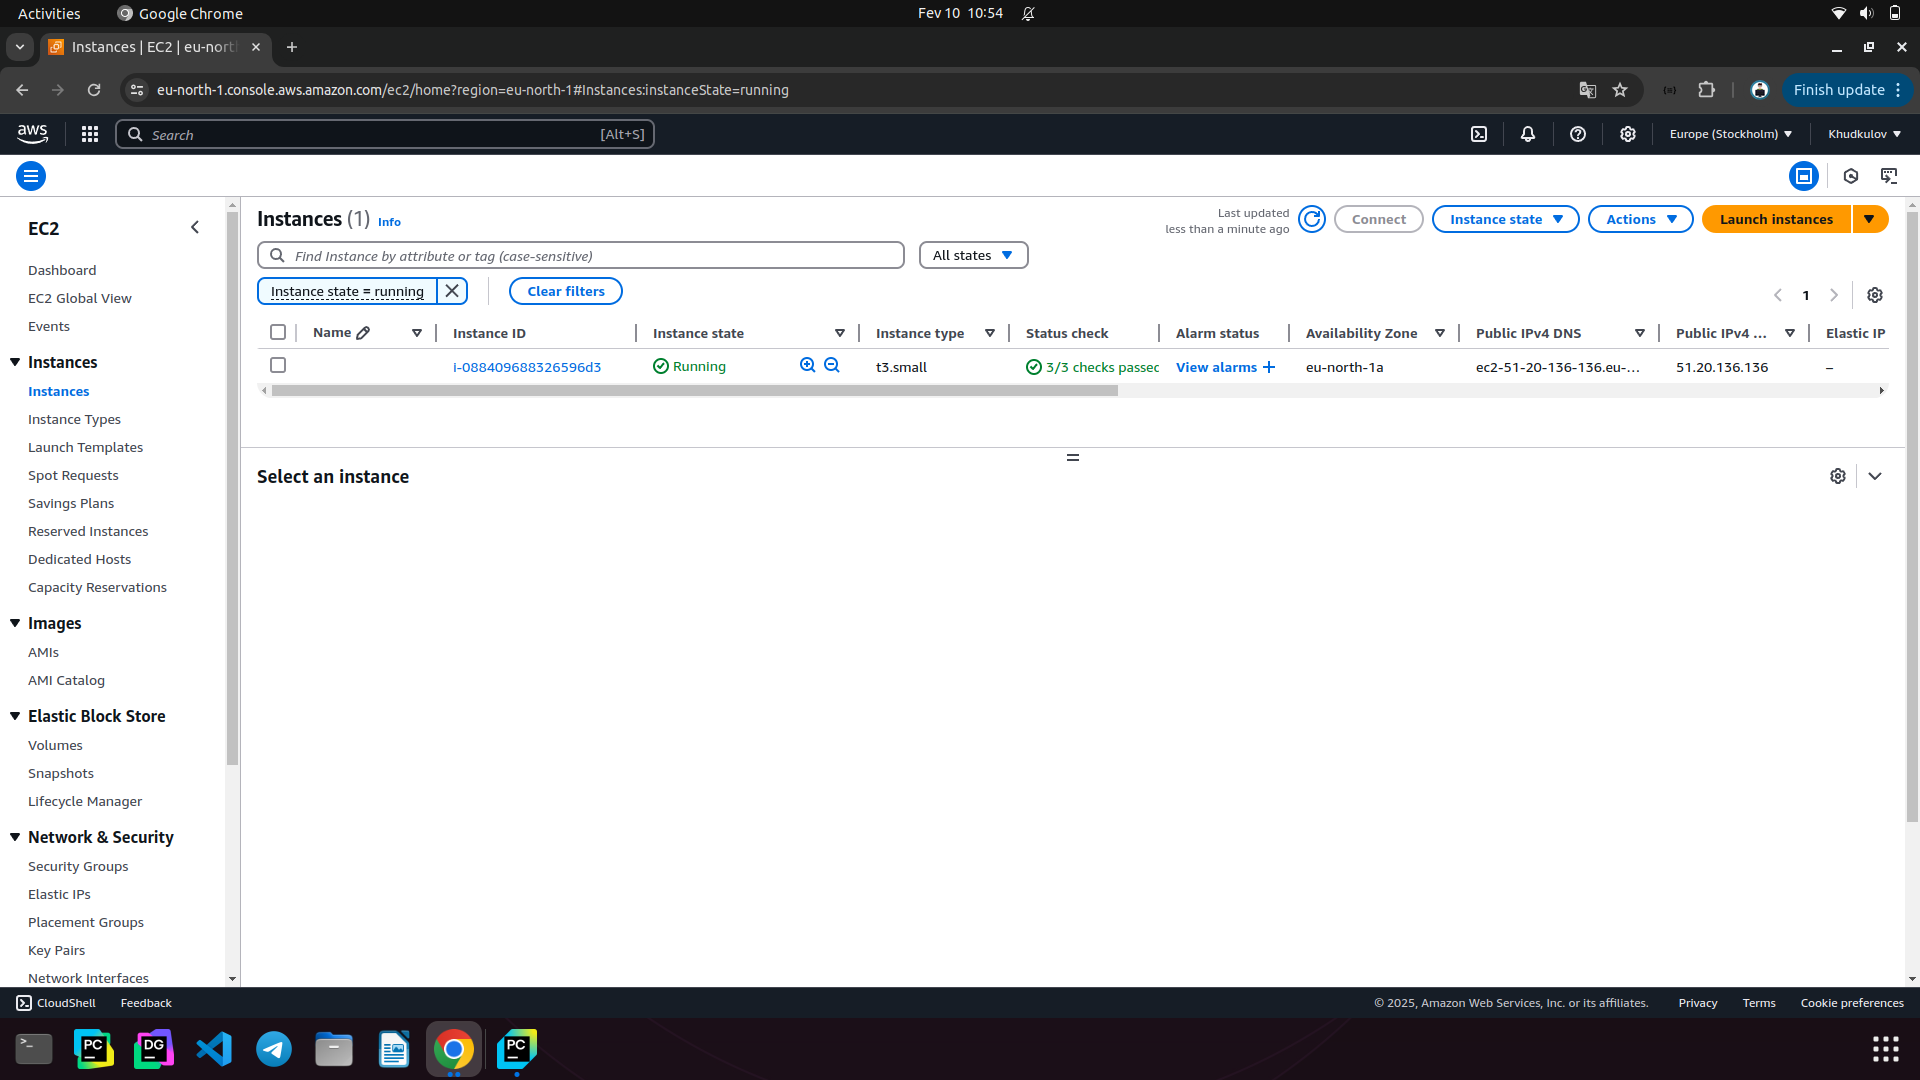 Activities
Google Chrome
Fev 10 10:54
Instances | EC2 | eu-nort
eu-north-1.console.aws.amazon.com/ec2/home?region=eu-north-1#Instances:instanceState=running
Finish update
aws
Search
[Alt+S]
Europe (Stockholm)
Khudkulov
EC2
Dashboard
EC2 Global View
Events
Instances
Instances
Instance Types
Launch Templates
Spot Requests
Savings Plans
Reserved Instances
Dedicated Hosts
Capacity Reservations
Images
AMIs
AMI Catalog
Elastic Block Store
Volumes
Snapshots
Lifecycle Manager
Network & Security
Security Groups
Elastic IPs
Placement Groups
Key Pairs
Network Interfaces
Instances (1) Info
Last updated
less than a minute ago
Connect
Instance state
Actions
Launch instances
Find Instance by attribute or tag (case-sensitive)
All states
Instance state = running
Clear filters
1
Name Instance ID Instance state Instance type Status check Alarm status Availability Zone Public IPv4 DNS Public IPv4 ... Elastic IP
i-088409688326596d3 Running t3.small 3/3 checks passec View alarms + eu-north-1a ec2-51-20-136-136.eu-... 51.20.136.136 –
Select an instance
CloudShell
Feedback
© 2025, Amazon Web Services, Inc. or its affiliates.
Privacy
Terms
Cookie preferences
>_
PC
DG
PC